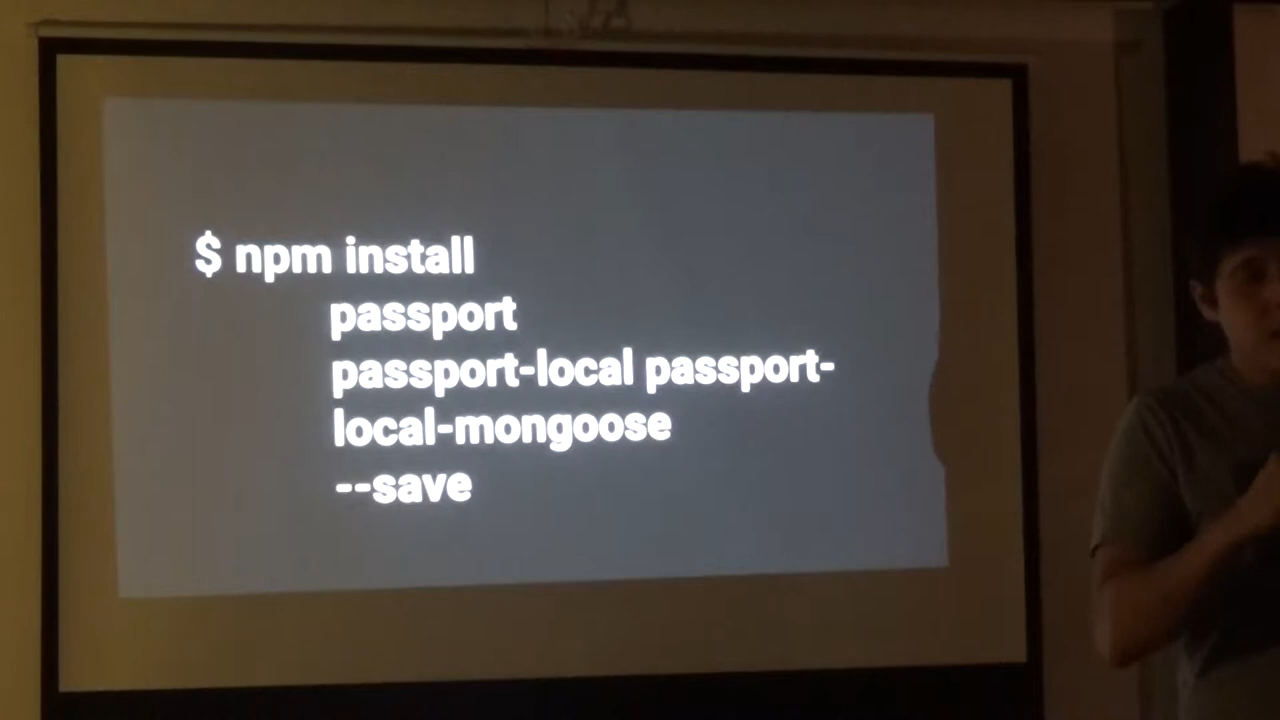 $ npm install
passport
passport-local passport-
local-mongoose
--save